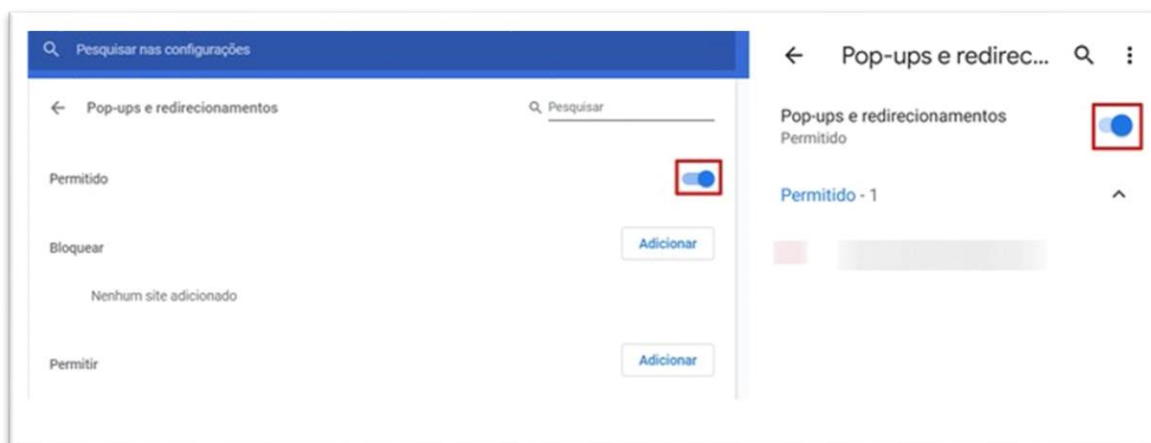 Pesquisar nas configurações
Pop-ups e redirecionamentos
Pesquisar
Permitido
Bloquear
Adicionar
Nenhum site adicionado
Permitir
Adicionar
Pop-ups e redirec...
Pop-ups e redirecionamentos
Permitido
Permitido - 1